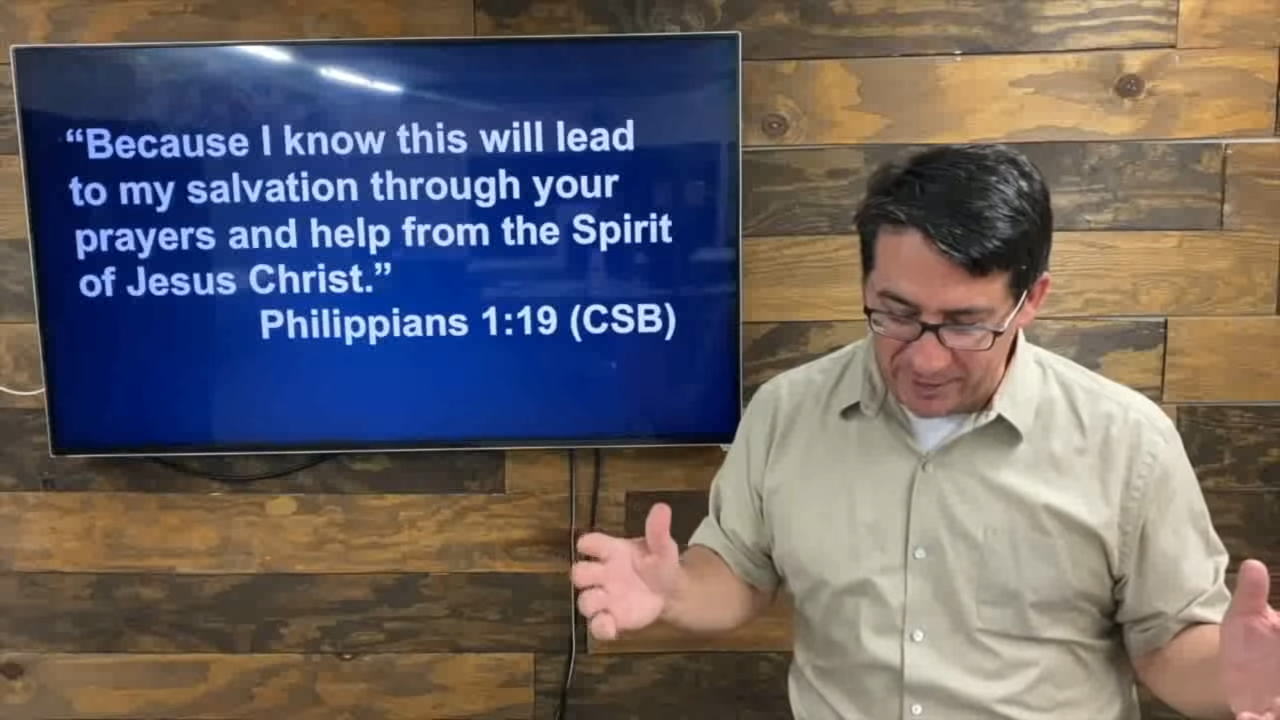 “Because I know this will lead
to my salvation through your
prayers and help from the Spirit
of Jesus Christ.”
Philippians 1:19 (CSB)